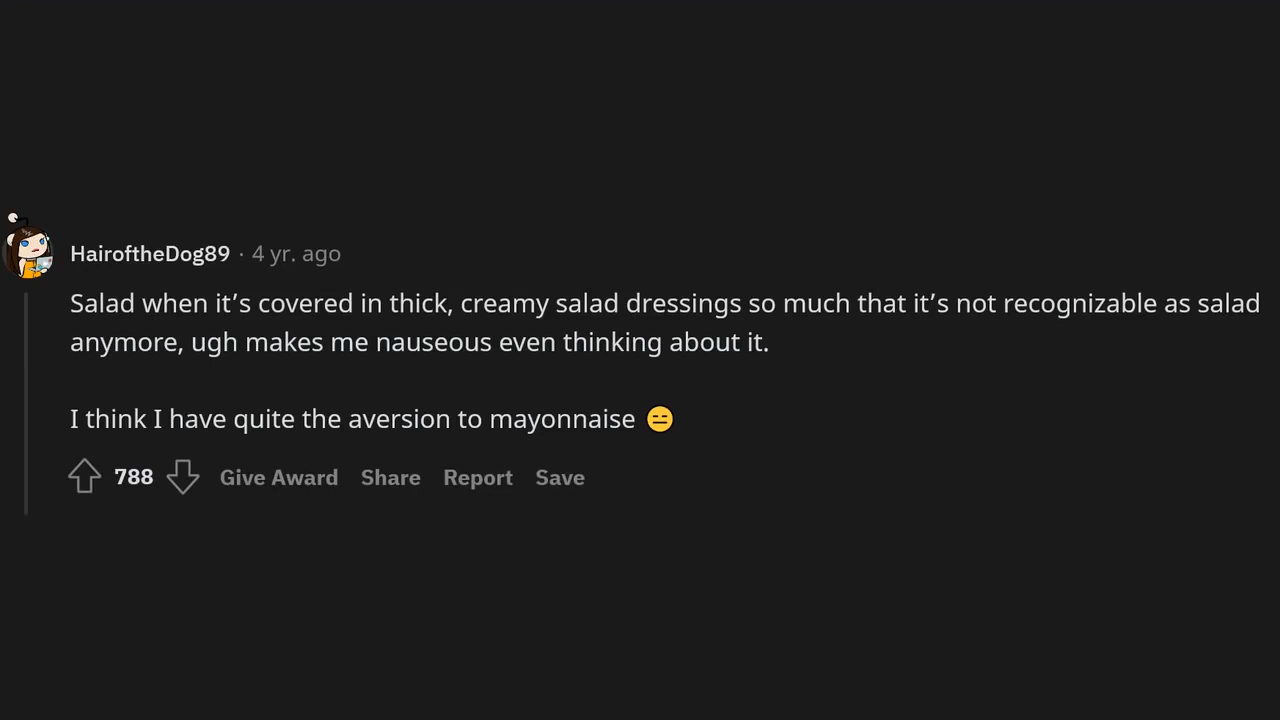 HairoftheDog89 · 4 yr. ago
Salad when it’s covered in thick, creamy salad dressings so much that it’s not recognizable as salad
anymore, ugh makes me nauseous even thinking about it.
I think I have quite the aversion to mayonnaise 😑
788 Give Award Share Report Save